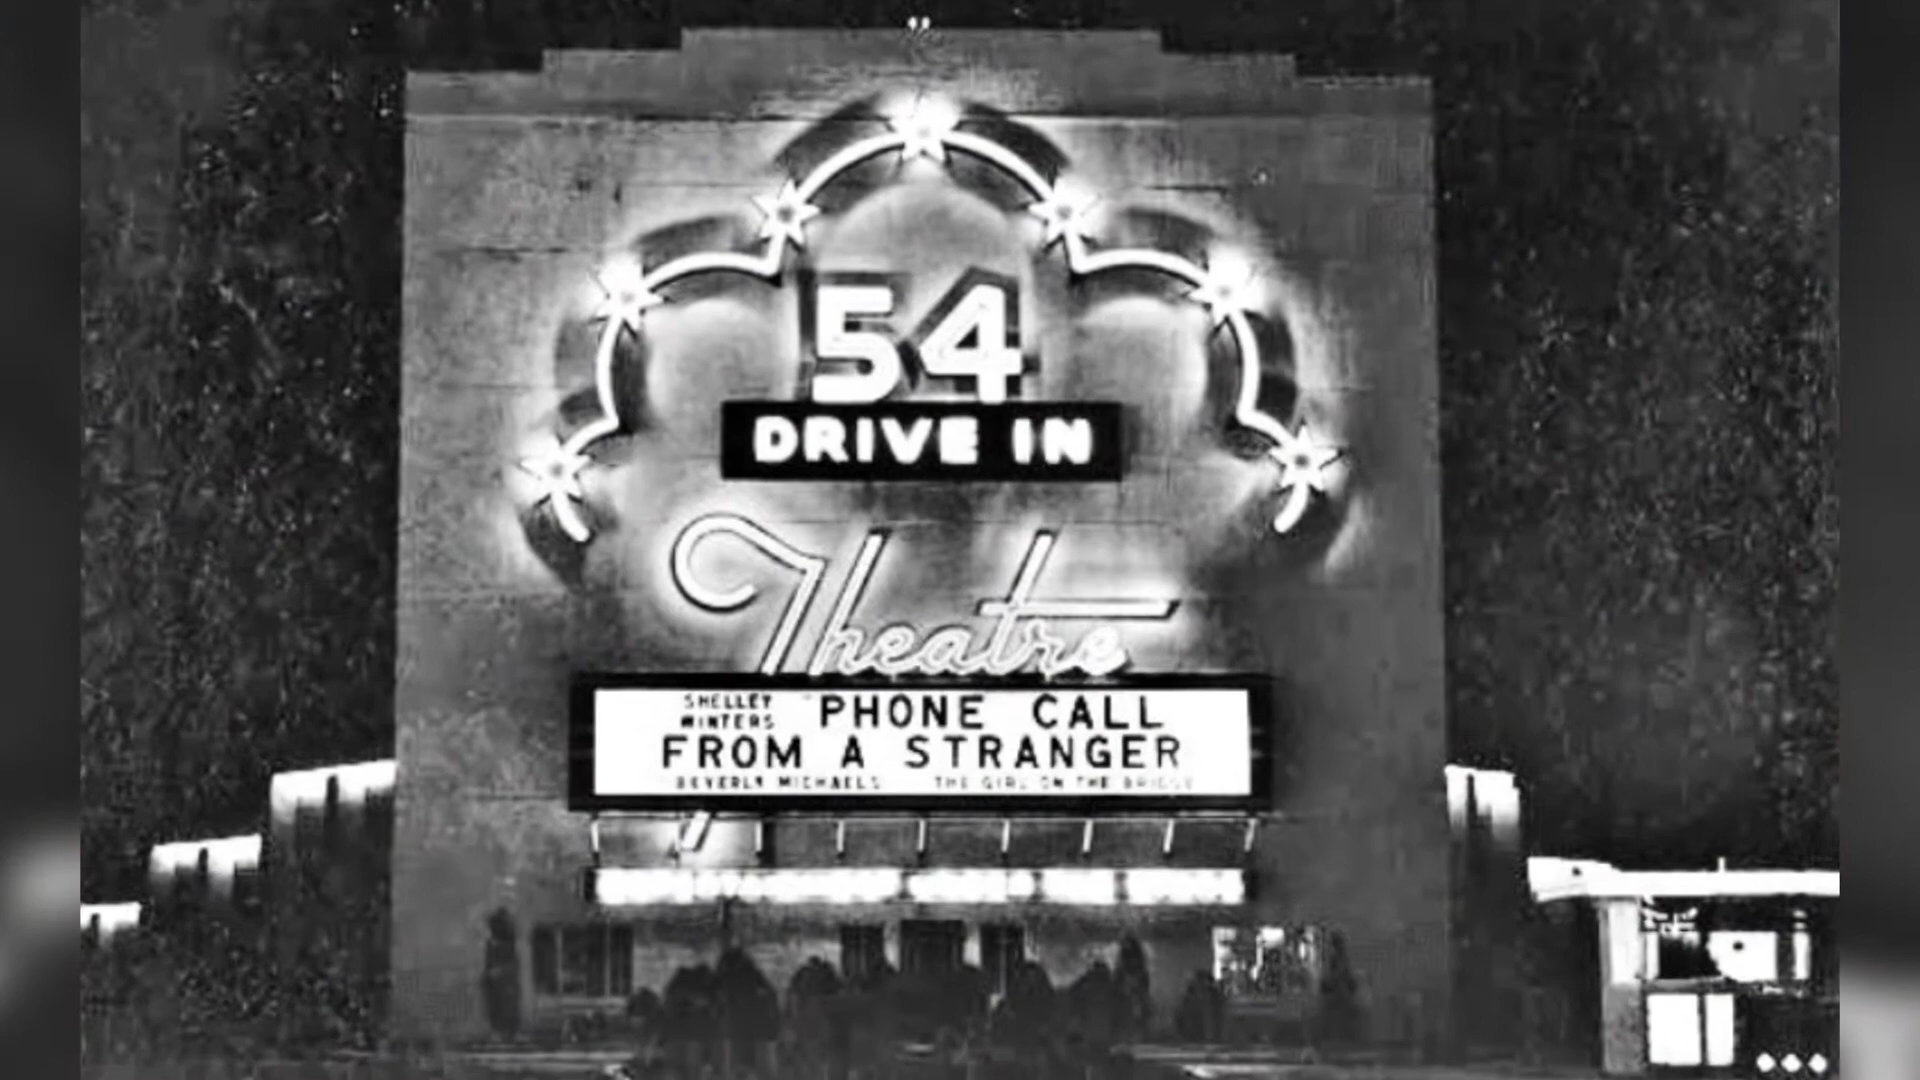 54
DRIVE IN
Theatre
SHELLEY WINTERS "PHONE CALL
FROM A STRANGER
BEVERLY MICHAELS THE GIRL ON THE BRIDGE